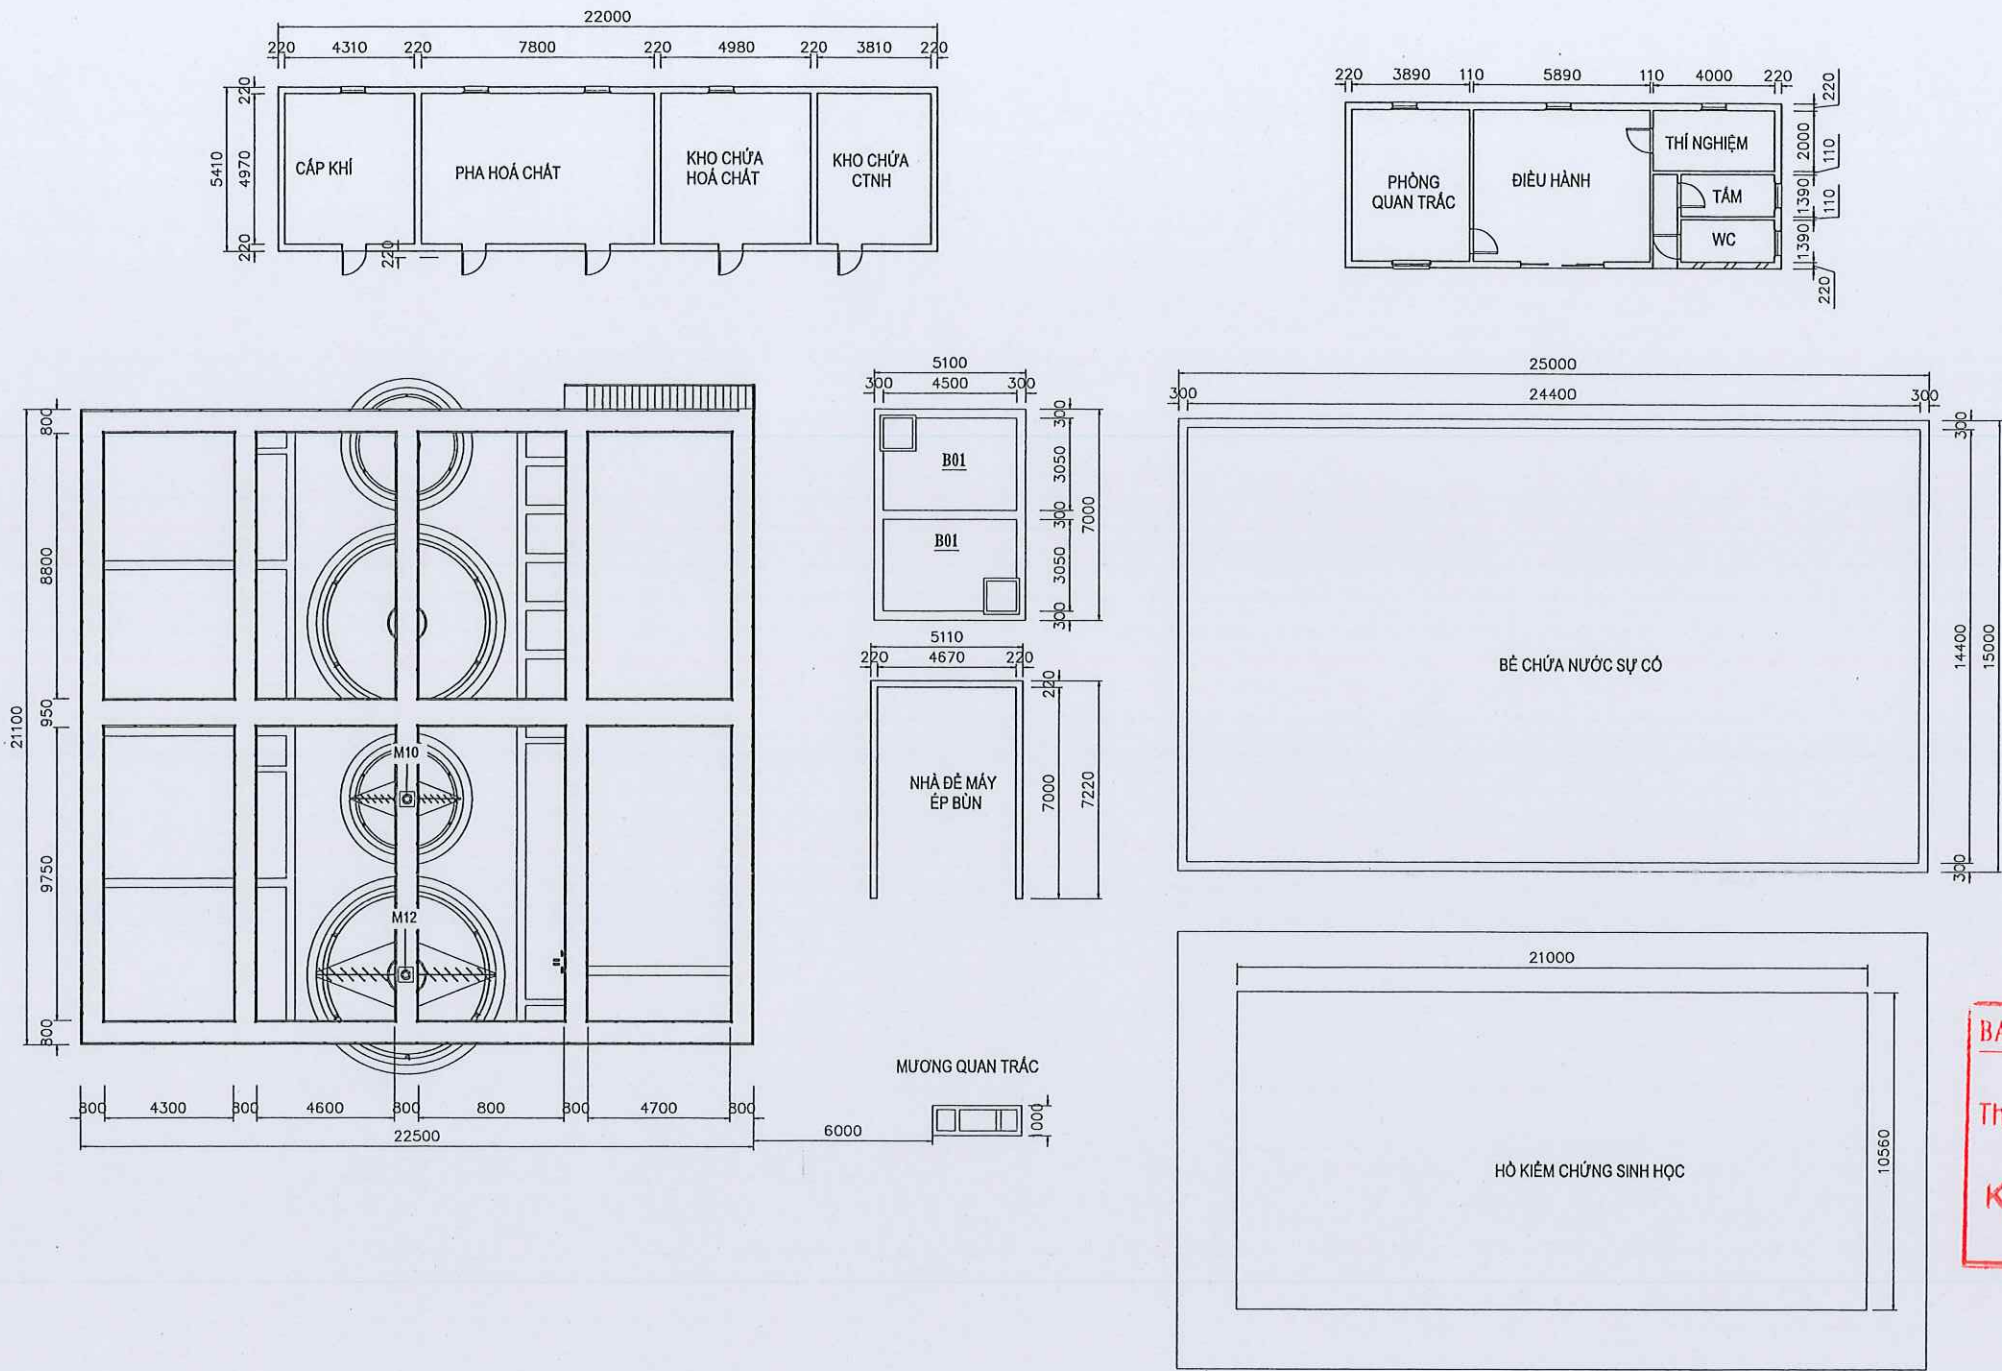 22000
220 4310 220 7800 220 4980 220 3810 220
5410
220
4970
220
220
CẤP KHÍ
PHA HOÁ CHẤT
KHO CHỨA
HOÁ CHẤT
KHO CHỨA
CTNH
220 3890 110 5890 110 4000 220
220
2000
110
1390
110
1390
220
PHÒNG
QUAN TRẮC
ĐIỀU HÀNH
THÍ NGHIỆM
TẮM
WC
21100
800
8800
950
9750
800
M10
M12
800 4300 800 4600 800 800 800 4700 800
22500
6000
5100
300 4500 300
300
3050
300
3050
300
7000
B01
B01
5110
220 4670 220
220
7000
7220
NHÀ ĐỂ MÁY
ÉP BÙN
MƯƠNG QUAN TRẮC
1000
25000
300 24400 300
300
14400
300
15000
BỂ CHỨA NƯỚC SỰ CỐ
21000
10560
HỒ KIỂM CHỨNG SINH HỌC
BA
Th
K